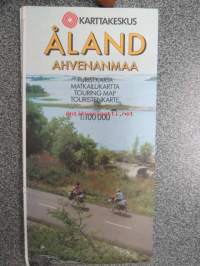 KARTTAKESKUS
ÅLAND
AHVENANMAA
TURISTKARTA
MATKAILUKARTTA
TOURING MAP
TOURISTENKARTE
1:100 000